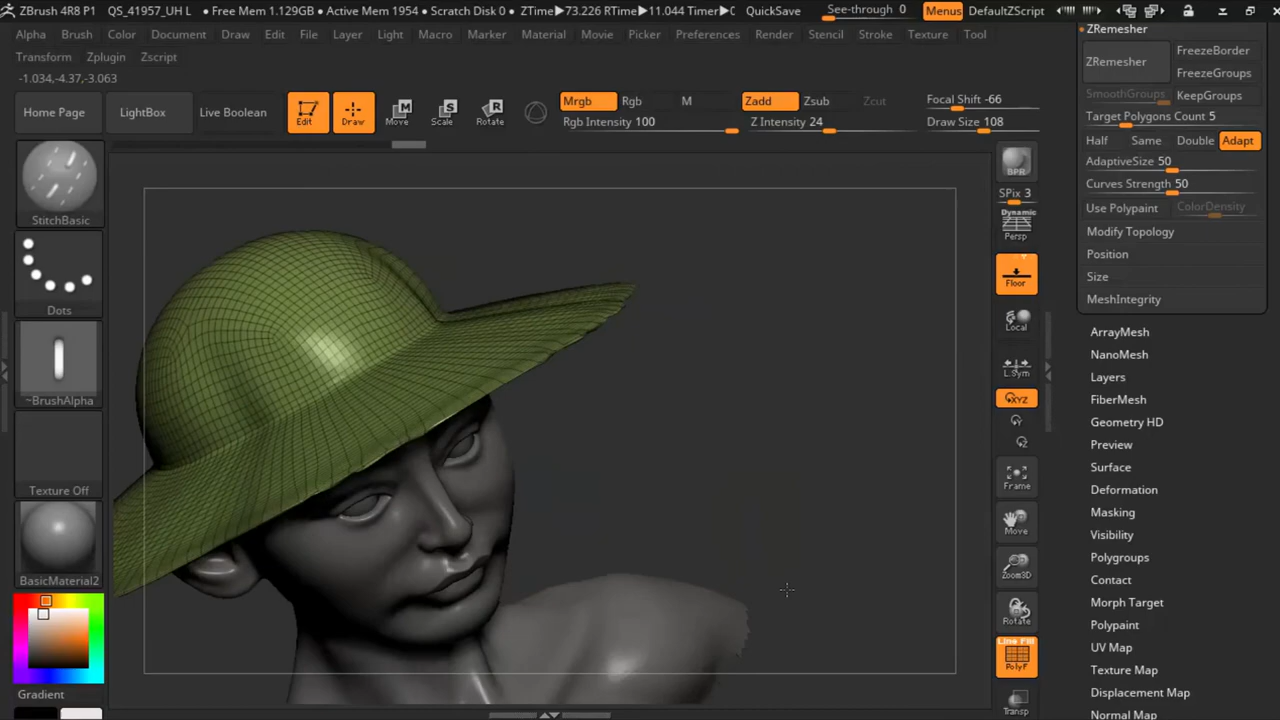 ZBrush 4R8 P1   QS_41957_UH L   ● Free Mem 1.129GB ● Active Mem 1954 ● Scratch Disk 0 ● ZTime▶73.226 RTime▶11.044 Timer▶0   QuickSave   See-through 0   Menus   DefaultZScript
Alpha Brush Color Document Draw Edit File Layer Light Macro Marker Material Movie Picker Preferences Render Stencil Stroke Texture Tool
Transform Zplugin Zscript
-1.034,-4.37,-3.063
Home Page LightBox Live Boolean Edit Draw Move Scale Rotate
M S R
Mrgb Rgb M Zadd Zsub Zcut Focal Shift -66
Rgb Intensity 100 Z Intensity 24 Draw Size 108
StitchBasic
Dots
~BrushAlpha
Texture Off
BasicMaterial2
Gradient
BPR
SPix 3
Dynamic
Persp
Floor
Local
L.Sym
XYZ
Frame
Move
Zoom3D
Rotate
Line Fill
PolyF
Transp
ZRemesher
ZRemesher FreezeBorder
FreezeGroups
SmoothGroups KeepGroups
Target Polygons Count 5
Half Same Double Adapt
AdaptiveSize 50
Curves Strength 50
Use Polypaint ColorDensity
Modify Topology
Position
Size
MeshIntegrity
ArrayMesh
NanoMesh
Layers
FiberMesh
Geometry HD
Preview
Surface
Deformation
Masking
Visibility
Polygroups
Contact
Morph Target
Polypaint
UV Map
Texture Map
Displacement Map
Normal Map